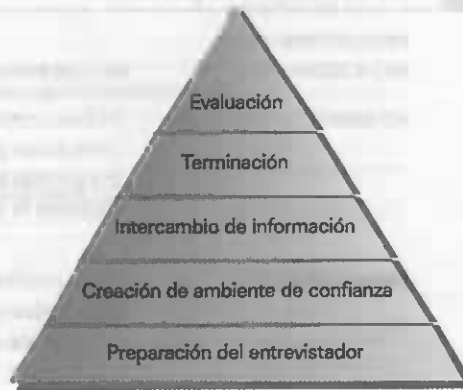 Evaluación
Terminación
Intercambio de información
Creación de ambiente de confianza
Preparación del entrevistador